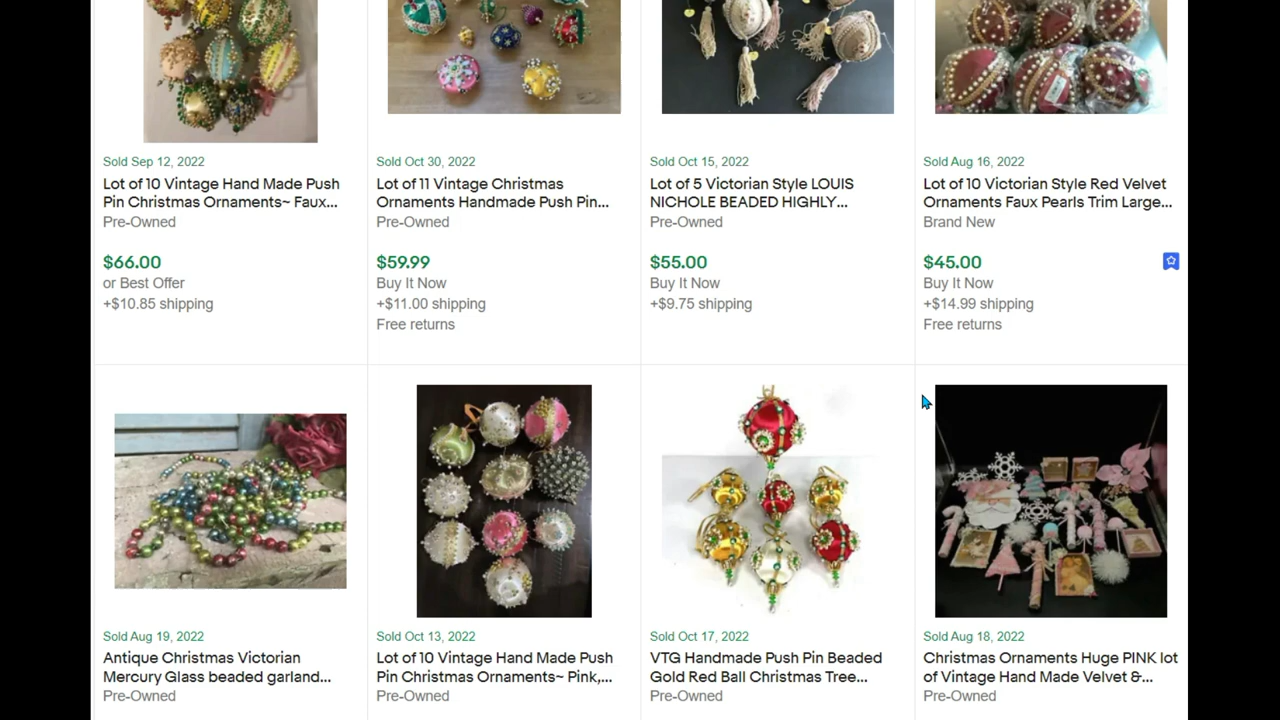 Sold Sep 12, 2022
Lot of 10 Vintage Hand Made Push
Pin Christmas Ornaments~ Faux...
Pre-Owned
$66.00
or Best Offer
+$10.85 shipping
Sold Oct 30, 2022
Lot of 11 Vintage Christmas
Ornaments Handmade Push Pin...
Pre-Owned
$59.99
Buy It Now
+$11.00 shipping
Free returns
Sold Oct 15, 2022
Lot of 5 Victorian Style LOUIS
NICHOLE BEADED HIGHLY...
Pre-Owned
$55.00
Buy It Now
+$9.75 shipping
Sold Aug 16, 2022
Lot of 10 Victorian Style Red Velvet
Ornaments Faux Pearls Trim Large...
Brand New
$45.00
Buy It Now
+$14.99 shipping
Free returns
Sold Aug 19, 2022
Antique Christmas Victorian
Mercury Glass beaded garland...
Pre-Owned
Sold Oct 13, 2022
Lot of 10 Vintage Hand Made Push
Pin Christmas Ornaments~ Pink,...
Pre-Owned
Sold Oct 17, 2022
VTG Handmade Push Pin Beaded
Gold Red Ball Christmas Tree...
Pre-Owned
Sold Aug 18, 2022
Christmas Ornaments Huge PINK lot
of Vintage Hand Made Velvet &...
Pre-Owned